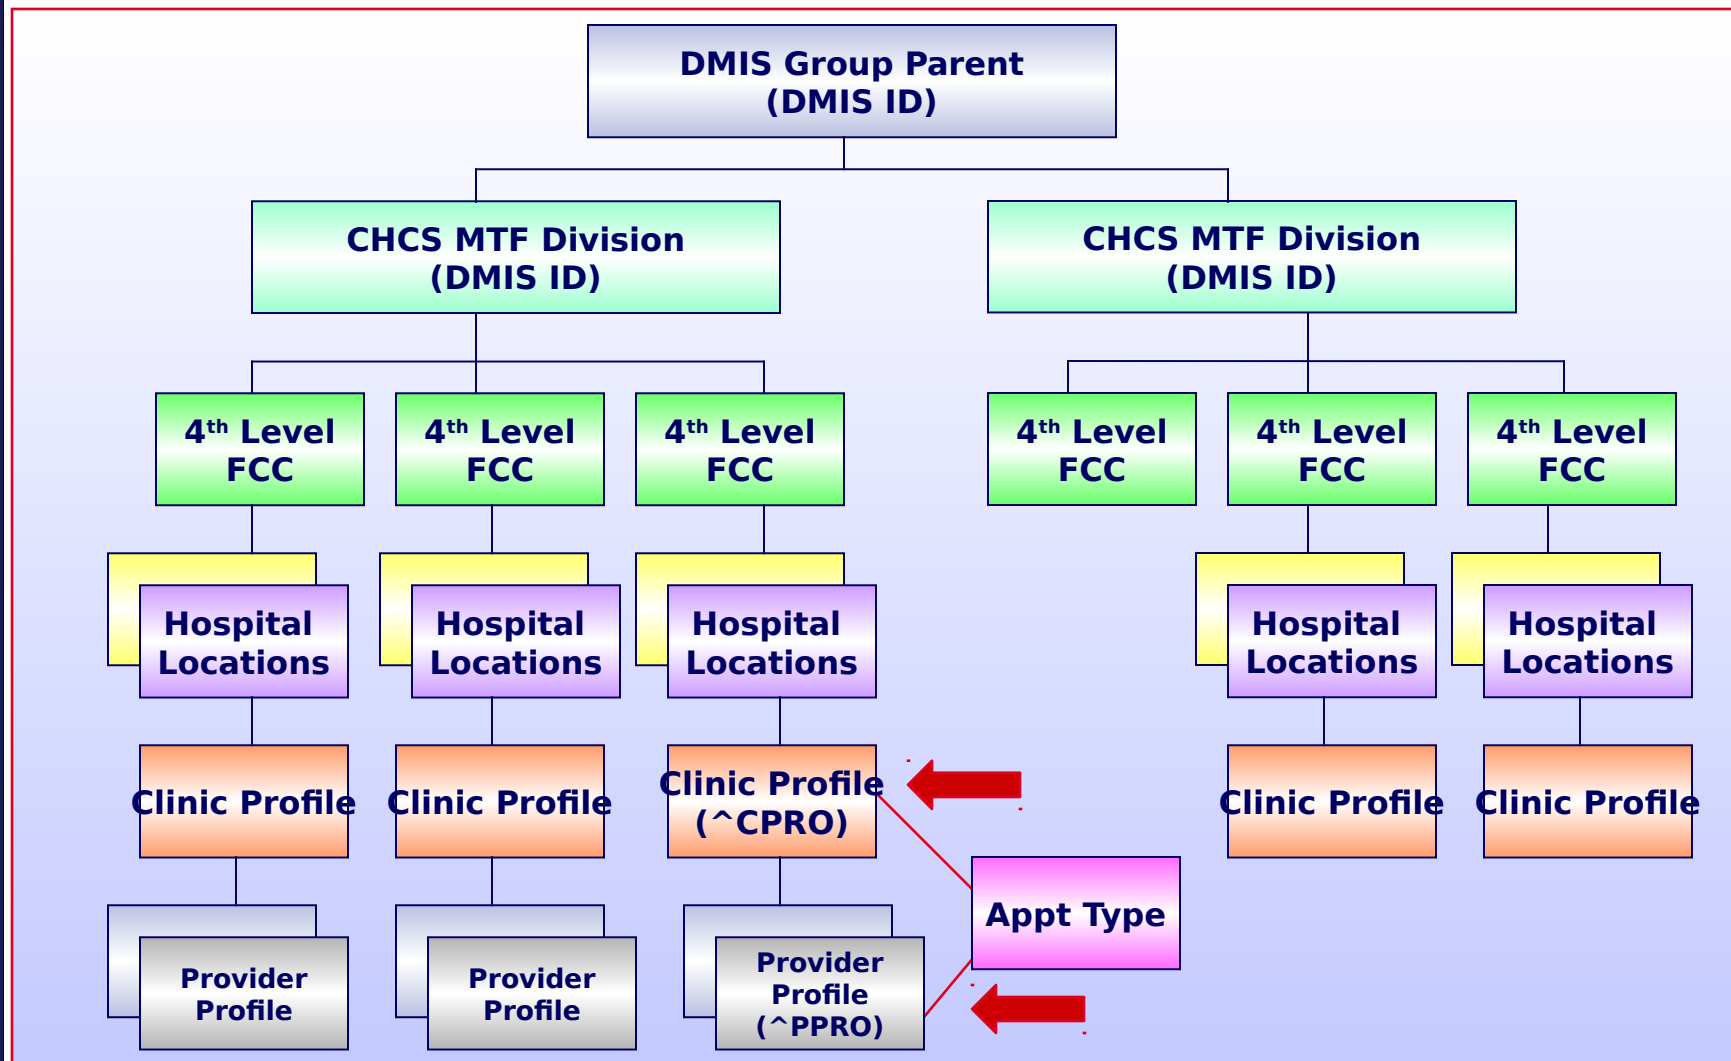 DMIS Group Parent
(DMIS ID)
CHCS MTF Division
(DMIS ID)
CHCS MTF Division
(DMIS ID)
4th Level
FCC
4th Level
FCC
4th Level
FCC
4th Level
FCC
4th Level
FCC
4th Level
FCC
Hospital
Locations
Hospital
Locations
Hospital
Locations
Hospital
Locations
Hospital
Locations
Clinic Profile
Clinic Profile
Clinic Profile
(^CPRO)
Clinic Profile
Clinic Profile
Appt Type
Provider
Profile
Provider
Profile
Provider
Profile
(^PPRO)